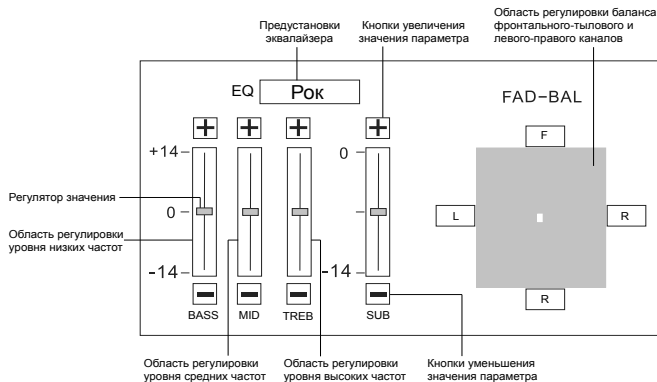 Предустановки
эквалайзера
Кнопки увеличения
значения параметра
Область регулировки баланса
фронтального-тылового и
левого-правого каналов
EQ
Рок
FAD-BAL
F
+14
0
Регулятор значения
0
L
R
Область регулировки
уровня низких частот
-14
-14
R
BASS
MID
TREB
SUB
Область регулировки
уровня средних частот
Область регулировки
уровня высоких частот
Кнопки уменьшения
значения параметра